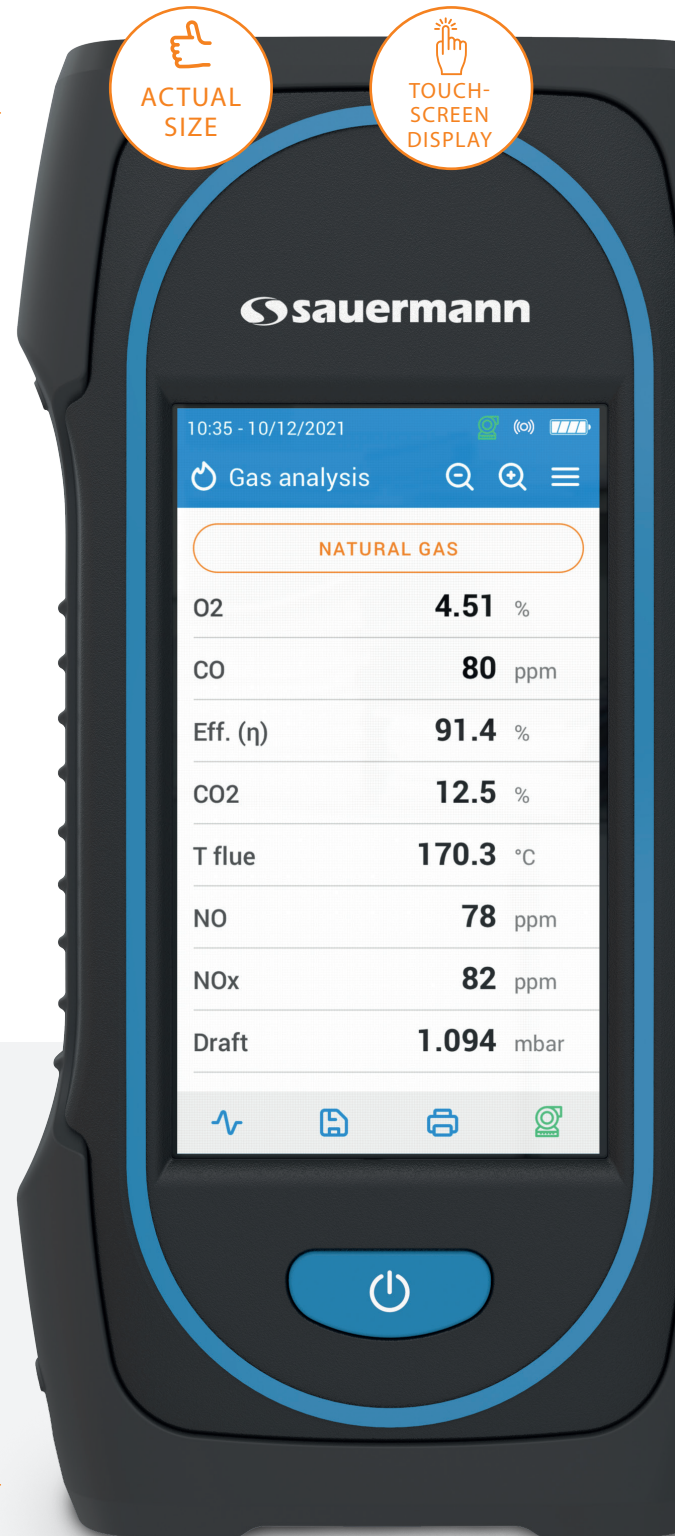 ACTUAL
SIZE
TOUCH-
SCREEN
DISPLAY
sauermann
10:35 - 10/12/2021
Gas analysis
NATURAL GAS
O2 4.51 %
CO 80 ppm
Eff. (η) 91.4 %
CO2 12.5 %
T flue 170.3 °C
NO 78 ppm
NOx 82 ppm
Draft 1.094 mbar